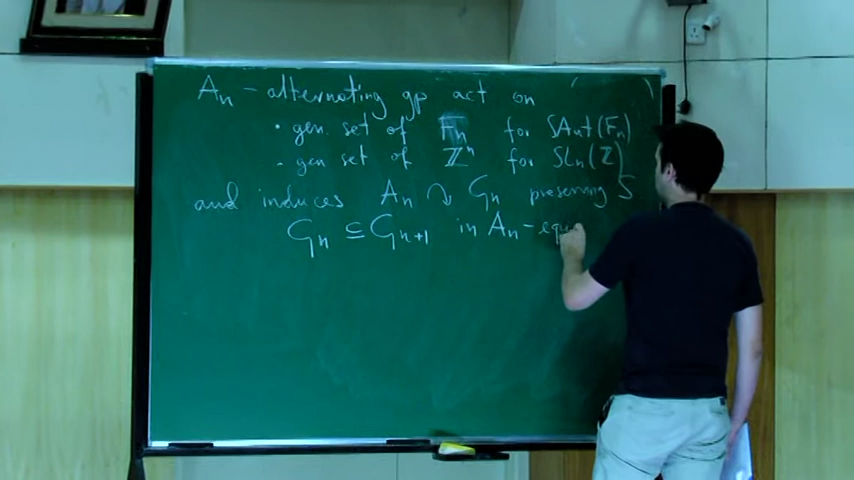 Aₙ - alternating gp act on
· gen. set of Fₙ for SAut(Fₙ)
- gen set of ℤⁿ for SLₙ(ℤ)
and induces Aₙ ↷ Gₙ preserving S
Gₙ ⊆ Gₙ₊₁ in Aₙ-equ